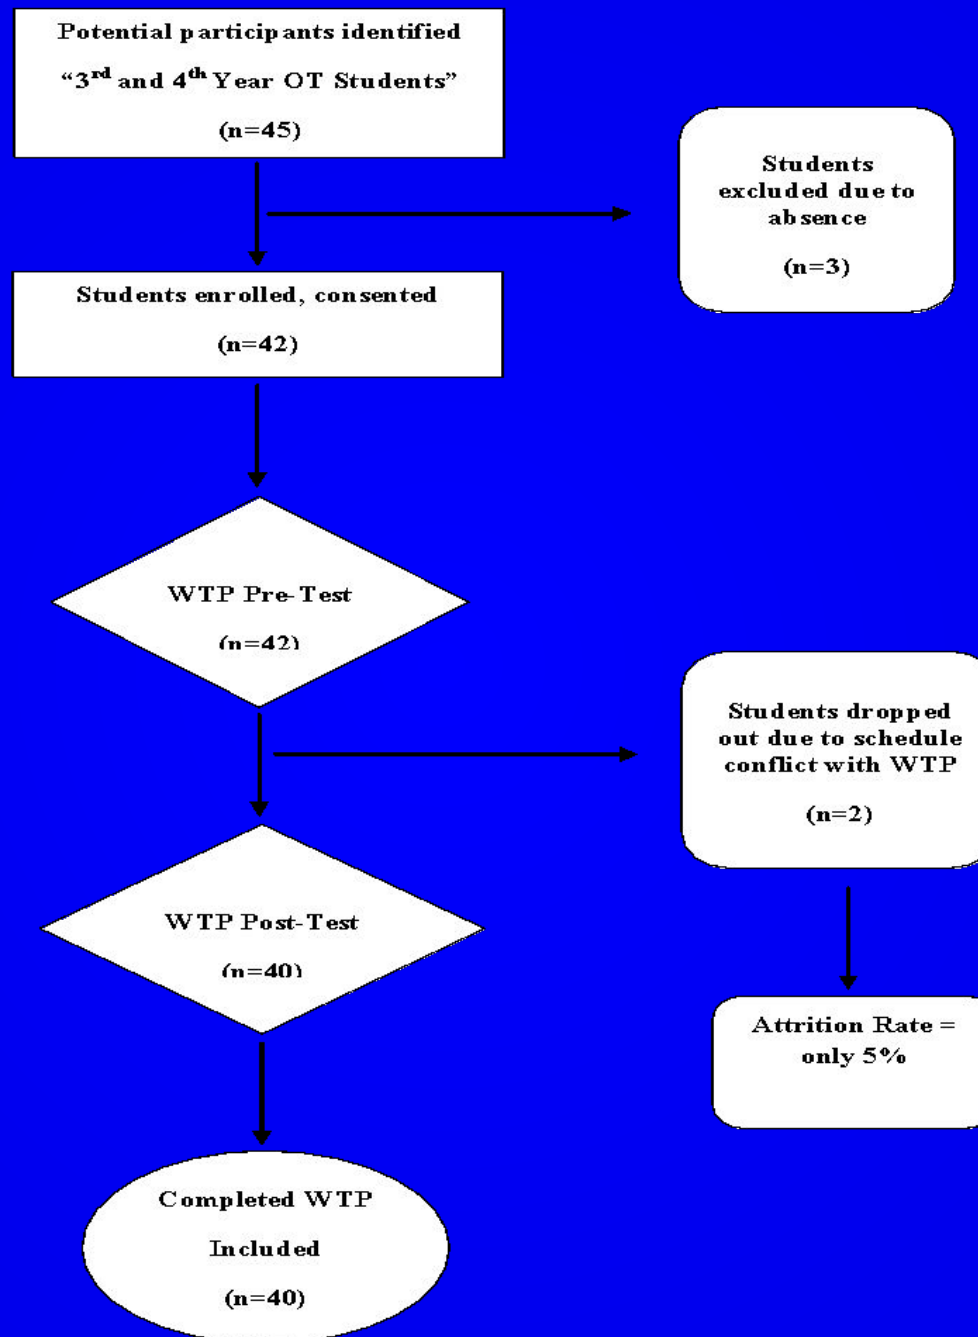 Potential participants identified
“3rd and 4th Year OT Students”
(n=45)
Students
excluded due to
absence
(n=3)
Students enrolled, consented
(n=42)
WTP Pre-Test
(n=42)
Students dropped
out due to schedule
conflict with WTP
(n=2)
WTP Post-Test
(n=40)
Attrition Rate =
only 5%
Completed WTP
Included
(n=40)